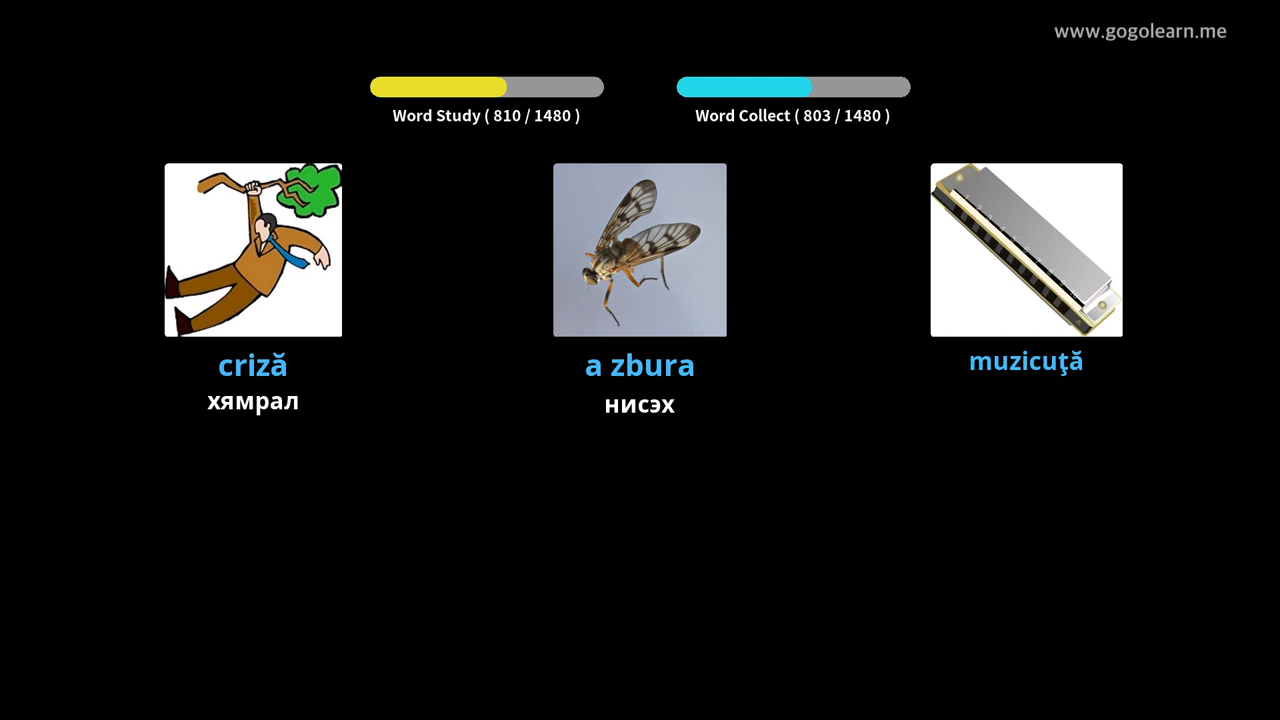 www.gogolearn.me
Word Study ( 810 / 1480 )
Word Collect ( 803 / 1480 )
criză
a zbura
muzicuţă
хямрал
нисэх